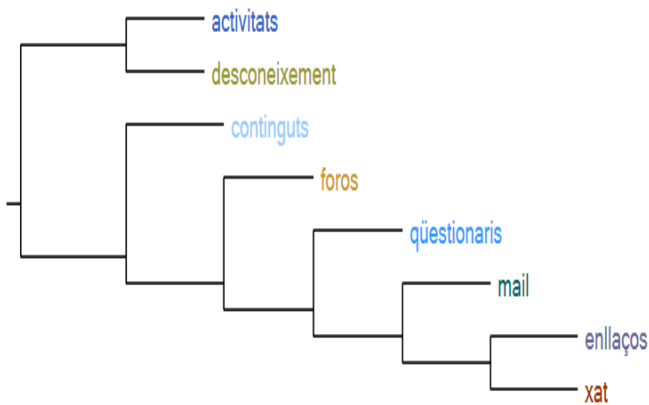 activitats
desconeixement
continguts
foros
qüestionaris
mail
enllaços
xat